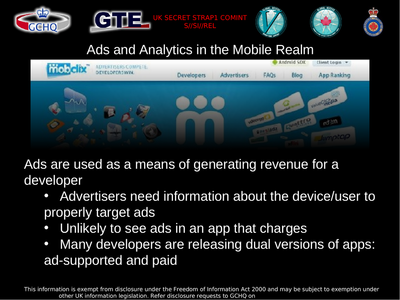 GCHQ
GTE
UK SECRET STRAP1 COMINT
SI//SI//REL
Ads and Analytics in the Mobile Realm
mobclix
ADVERTISERS COMPETE.
DEVELOPERS WIN.
Android SDK
Developers Advertisers FAQs Blog App Ranking
Ads are used as a means of generating revenue for a
developer
• Advertisers need information about the device/user to
properly target ads
• Unlikely to see ads in an app that charges
• Many developers are releasing dual versions of apps:
ad-supported and paid
This information is exempt from disclosure under the Freedom of Information Act 2000 and may be subject to exemption under
other UK information legislation. Refer disclosure requests to GCHQ on